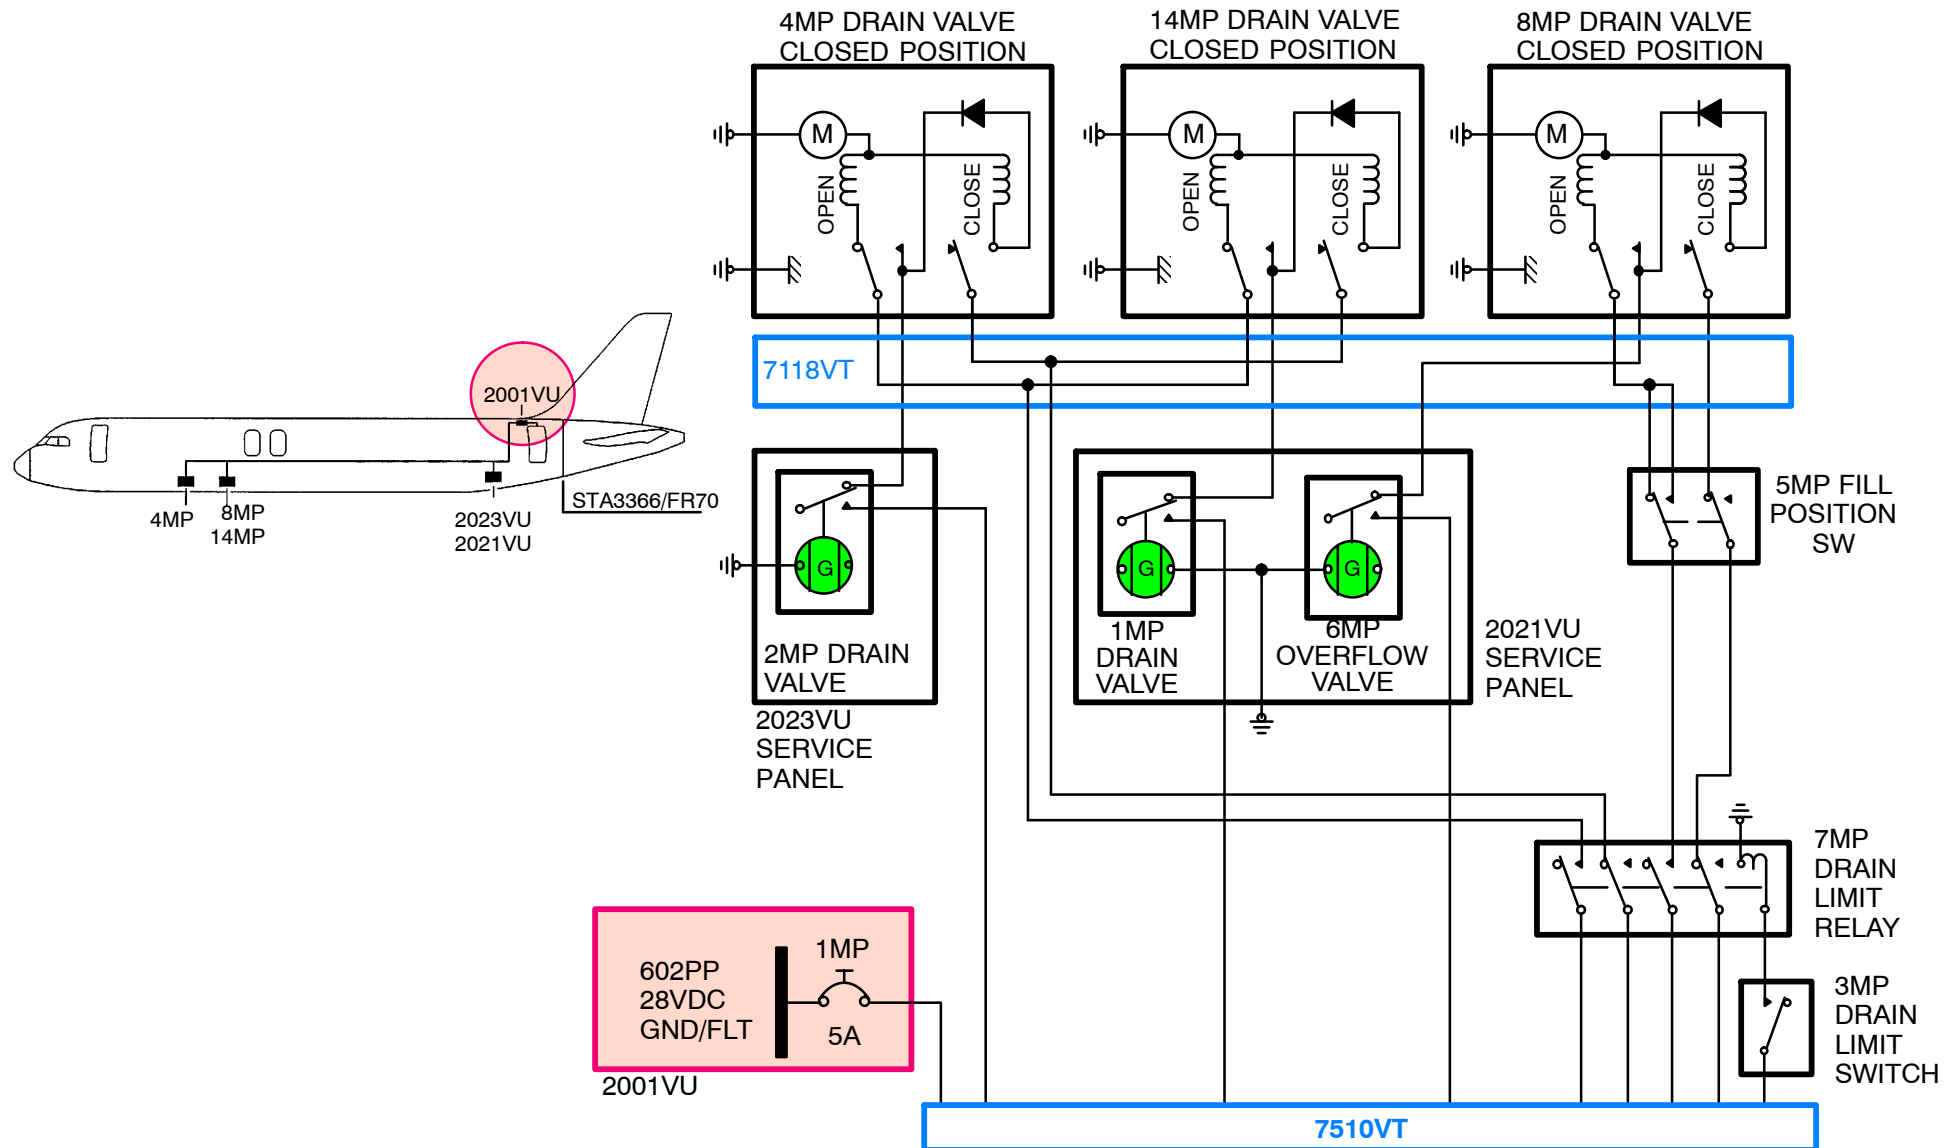 4MP DRAIN VALVE
CLOSED POSITION
14MP DRAIN VALVE
CLOSED POSITION
8MP DRAIN VALVE
CLOSED POSITION
M
OPEN
CLOSE
M
OPEN
CLOSE
M
OPEN
CLOSE
7118VT
2001VU
STA3366/FR70
4MP
8MP
14MP
2023VU
2021VU
G
2MP DRAIN
VALVE
2023VU
SERVICE
PANEL
G
1MP
DRAIN
VALVE
G
6MP
OVERFLOW
VALVE
2021VU
SERVICE
PANEL
5MP FILL
POSITION
SW
7MP
DRAIN
LIMIT
RELAY
602PP
28VDC
GND/FLT
1MP
5A
2001VU
3MP
DRAIN
LIMIT
SWITCH
7510VT